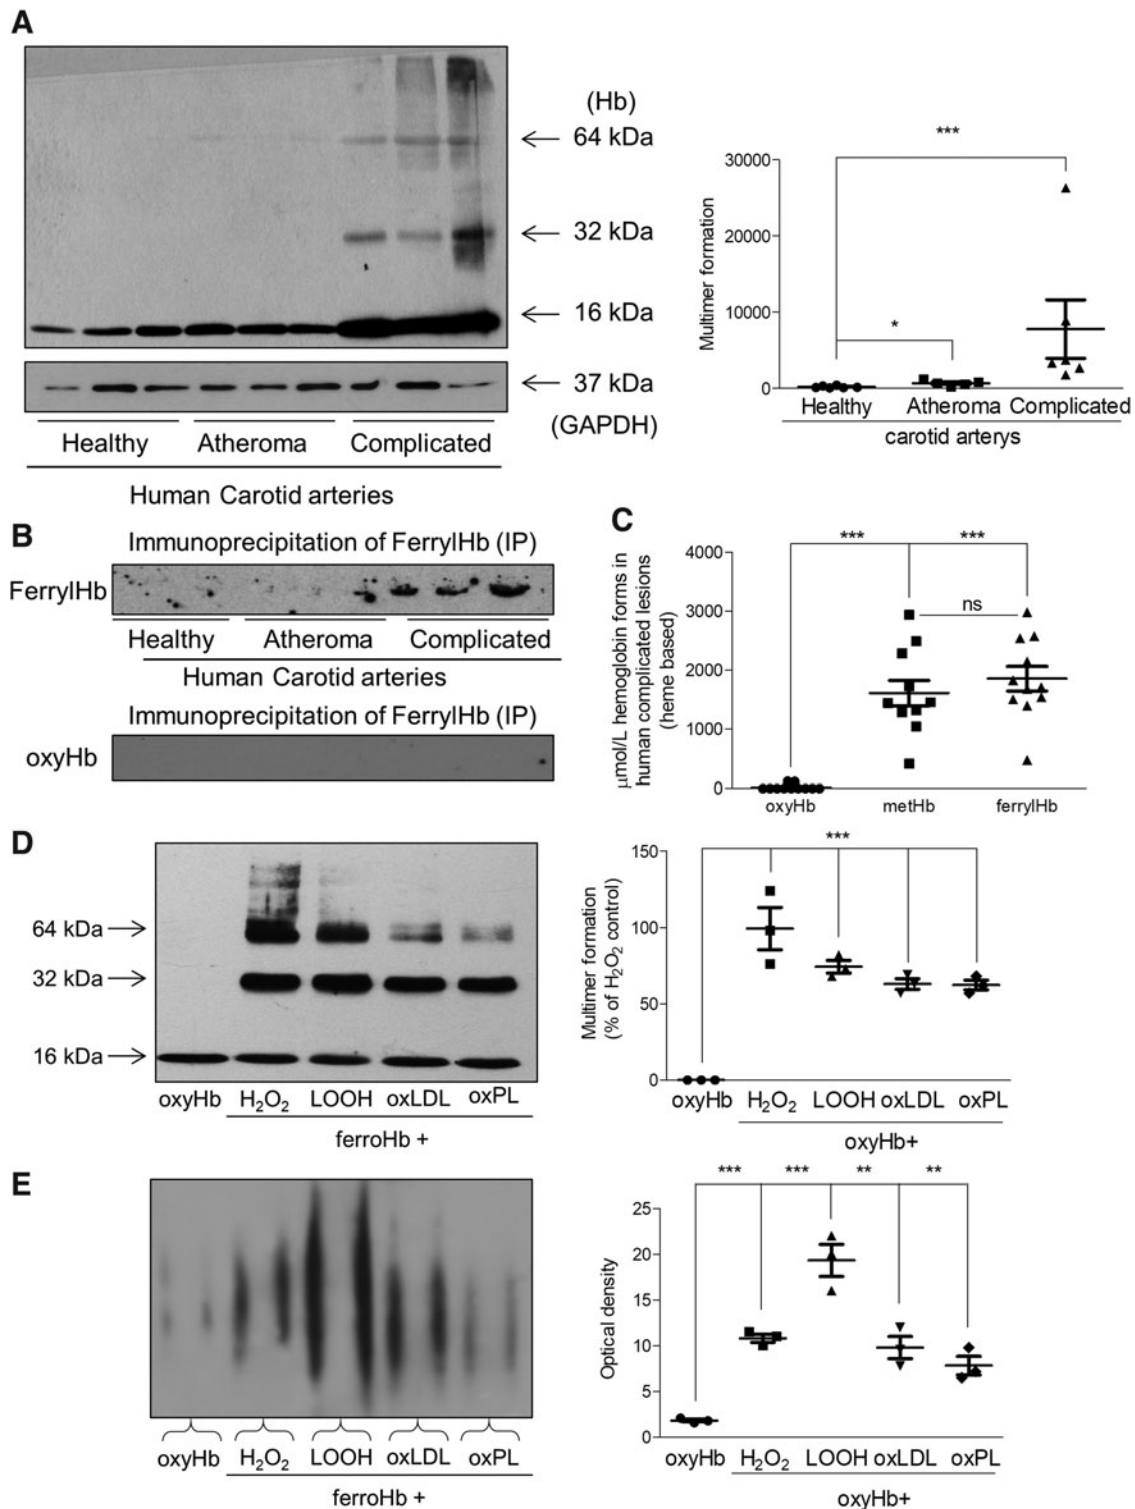 A
(Hb)
64 kDa
32 kDa
16 kDa
37 kDa
(GAPDH)
Healthy Atheroma Complicated
Human Carotid arteries
***
30000
20000
10000
0
*
Multimer formation
Healthy Atheroma Complicated
carotid arterys
B
Immunoprecipitation of FerrylHb (IP)
FerrylHb
Healthy Atheroma Complicated
Human Carotid arteries
Immunoprecipitation of FerrylHb (IP)
oxyHb
C
*** ***
ns
4000
3000
2000
1000
0
μmol/L hemoglobin forms in
human complicated lesions
(heme based)
oxyHb metHb ferrylHb
D
64 kDa
32 kDa
16 kDa
oxyHb H₂O₂ LOOH oxLDL oxPL
ferroHb +
***
150
100
50
0
Multimer formation
(% of H₂O₂ control)
oxyHb H₂O₂ LOOH oxLDL oxPL
oxyHb+
E
oxyHb H₂O₂ LOOH oxLDL oxPL
ferroHb +
*** *** ** **
25
20
15
10
5
0
Optical density
oxyHb H₂O₂ LOOH oxLDL oxPL
oxyHb+